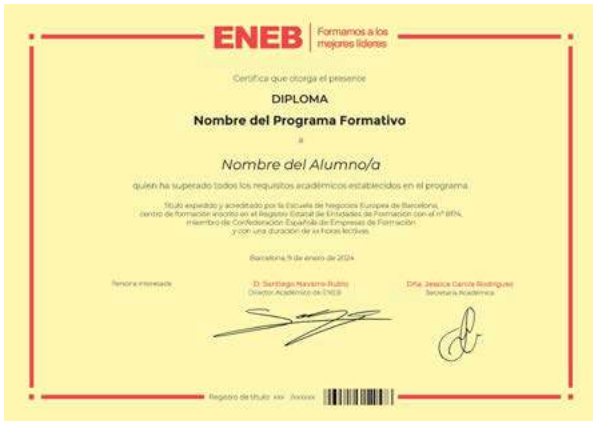 ENEB
Formamos a los
mejores líderes
Certifica que otorga el presente
DIPLOMA
Nombre del Programa Formativo
a
Nombre del Alumno/a
quien ha superado todos los requisitos académicos establecidos en el programa.
Título expedido y acreditado por la Escuela de Negocios Europea de Barcelona,
centro de formación inscrito en el Registro Estatal de Entidades de Formación con el nº 8174,
miembro de Confederación Española de Empresas de Formación
y con una duración de xx horas lectivas.
Barcelona, 9 de enero de 2024
Persona interesada
D. Santiago Navarro Rubio
Director Académico de ENEB
Dña. Jessica García Rodríguez
Secretaria Académica
Registro de título: xxx